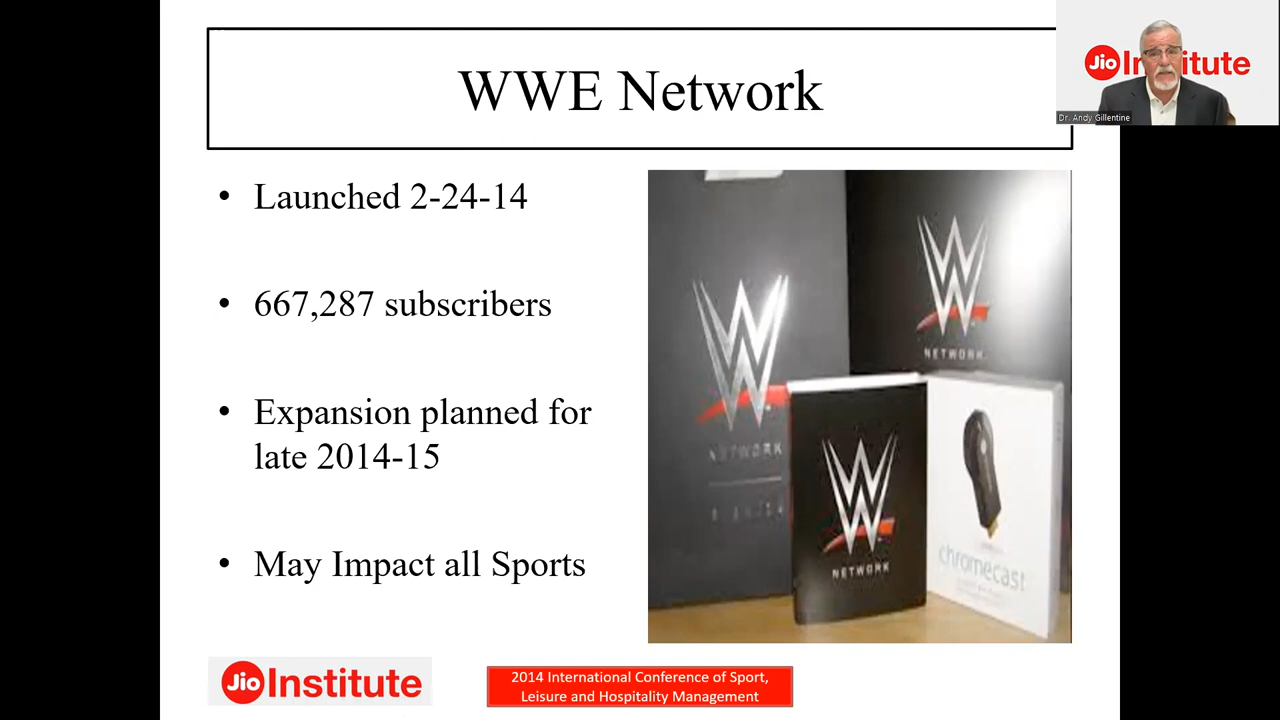 WWE Network
Jio Institute
Dr. Andy Gillentine
• Launched 2-24-14
• 667,287 subscribers
• Expansion planned for
late 2014-15
• May Impact all Sports
NETWORK
NETWORK
NETWORK
chromecast
Jio Institute
2014 International Conference of Sport,
Leisure and Hospitality Management